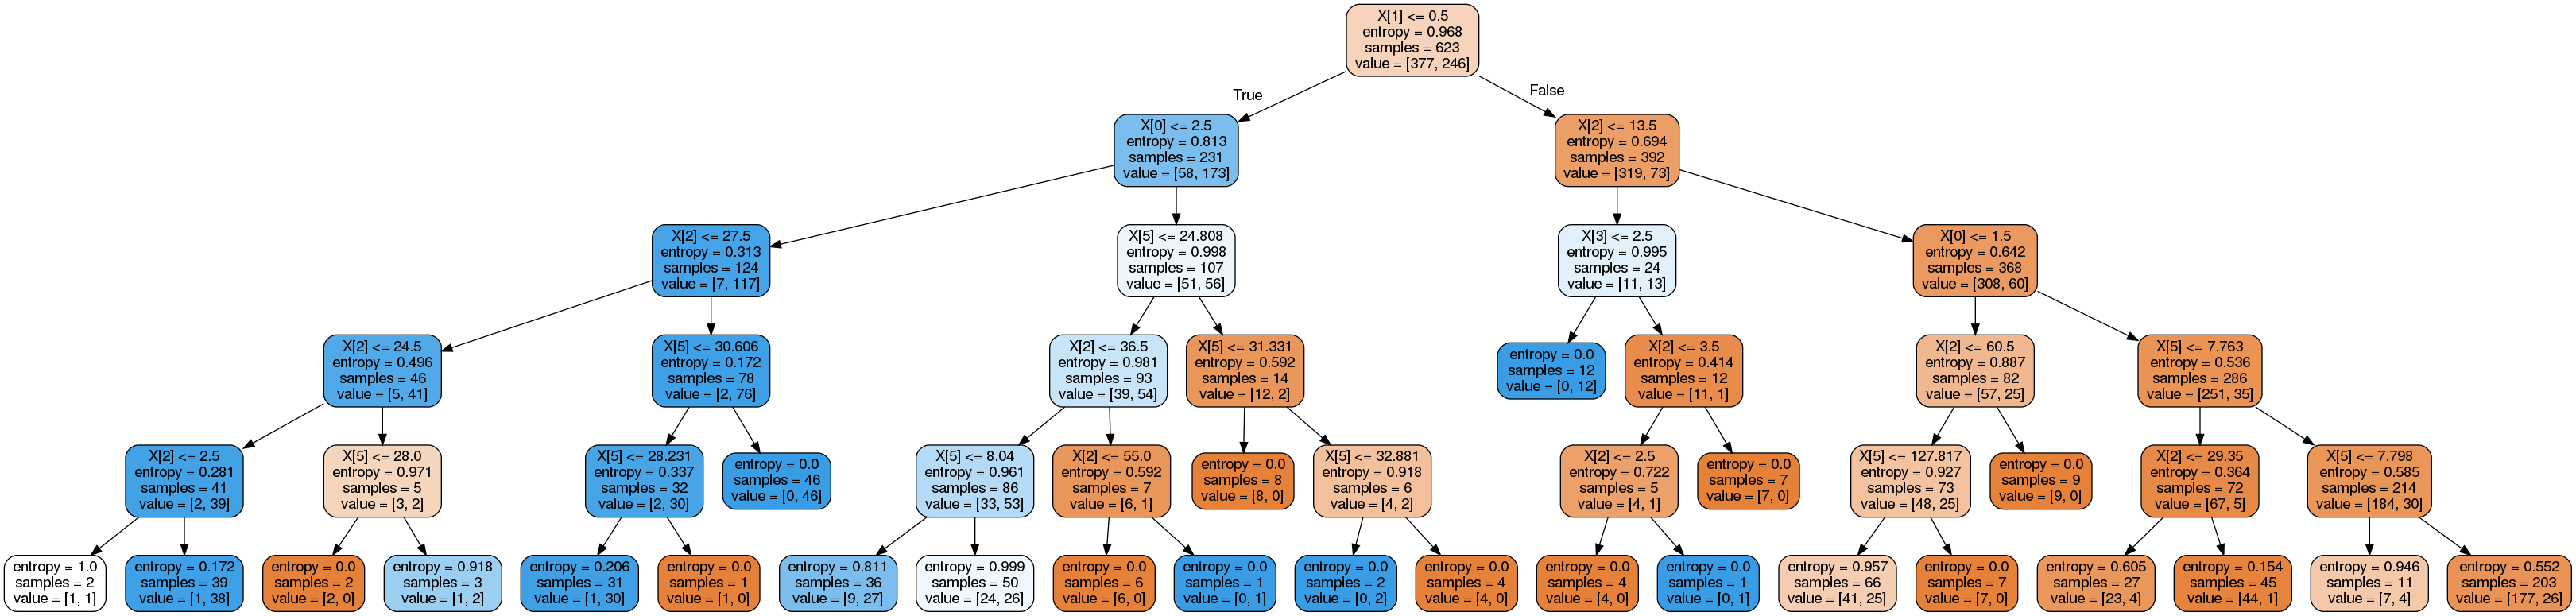 X[1] <= 0.5
entropy = 0.968
samples = 623
value = [377, 246]
True
False
X[0] <= 2.5
entropy = 0.813
samples = 231
value = [58, 173]
X[2] <= 13.5
entropy = 0.694
samples = 392
value = [319, 73]
X[2] <= 27.5
entropy = 0.313
samples = 124
value = [7, 117]
X[5] <= 24.808
entropy = 0.998
samples = 107
value = [51, 56]
X[3] <= 2.5
entropy = 0.995
samples = 24
value = [11, 13]
X[0] <= 1.5
entropy = 0.642
samples = 368
value = [308, 60]
X[2] <= 24.5
entropy = 0.496
samples = 46
value = [5, 41]
X[5] <= 30.606
entropy = 0.172
samples = 78
value = [2, 76]
X[2] <= 36.5
entropy = 0.981
samples = 93
value = [39, 54]
X[5] <= 31.331
entropy = 0.592
samples = 14
value = [12, 2]
entropy = 0.0
samples = 12
value = [0, 12]
X[2] <= 3.5
entropy = 0.414
samples = 12
value = [11, 1]
X[2] <= 60.5
entropy = 0.887
samples = 82
value = [57, 25]
X[5] <= 7.763
entropy = 0.536
samples = 286
value = [251, 35]
X[2] <= 2.5
entropy = 0.281
samples = 41
value = [2, 39]
X[5] <= 28.0
entropy = 0.971
samples = 5
value = [3, 2]
X[5] <= 28.231
entropy = 0.337
samples = 32
value = [2, 30]
entropy = 0.0
samples = 46
value = [0, 46]
X[5] <= 8.04
entropy = 0.961
samples = 86
value = [33, 53]
X[2] <= 55.0
entropy = 0.592
samples = 7
value = [6, 1]
entropy = 0.0
samples = 8
value = [8, 0]
X[5] <= 32.881
entropy = 0.918
samples = 6
value = [4, 2]
X[2] <= 2.5
entropy = 0.722
samples = 5
value = [4, 1]
entropy = 0.0
samples = 7
value = [7, 0]
X[5] <= 127.817
entropy = 0.927
samples = 73
value = [48, 25]
entropy = 0.0
samples = 9
value = [9, 0]
X[2] <= 29.35
entropy = 0.364
samples = 72
value = [67, 5]
X[5] <= 7.798
entropy = 0.585
samples = 214
value = [184, 30]
entropy = 1.0
samples = 2
value = [1, 1]
entropy = 0.172
samples = 39
value = [1, 38]
entropy = 0.0
samples = 2
value = [2, 0]
entropy = 0.918
samples = 3
value = [1, 2]
entropy = 0.206
samples = 31
value = [1, 30]
entropy = 0.0
samples = 1
value = [1, 0]
entropy = 0.811
samples = 36
value = [9, 27]
entropy = 0.999
samples = 50
value = [24, 26]
entropy = 0.0
samples = 6
value = [6, 0]
entropy = 0.0
samples = 1
value = [0, 1]
entropy = 0.0
samples = 2
value = [0, 2]
entropy = 0.0
samples = 4
value = [4, 0]
entropy = 0.0
samples = 4
value = [4, 0]
entropy = 0.0
samples = 1
value = [0, 1]
entropy = 0.957
samples = 66
value = [41, 25]
entropy = 0.0
samples = 7
value = [7, 0]
entropy = 0.605
samples = 27
value = [23, 4]
entropy = 0.154
samples = 45
value = [44, 1]
entropy = 0.946
samples = 11
value = [7, 4]
entropy = 0.552
samples = 203
value = [177, 26]